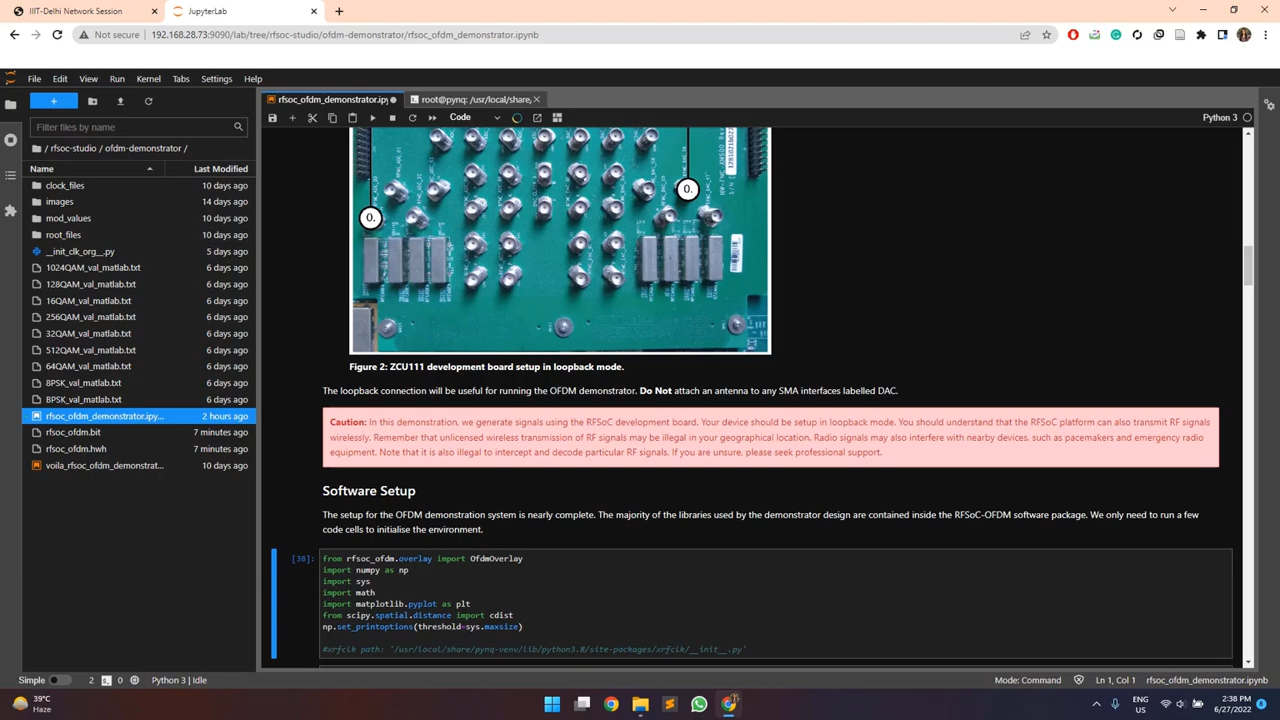 IIIT-Delhi Network Session
JupyterLab
Not secure
192.168.28.73:9090/lab/tree/rfsoc-studio/ofdm-demonstrator/rfsoc_ofdm_demonstrator.ipynb
File Edit View Run Kernel Tabs Settings Help
rfsoc_ofdm_demonstrator.ipy
root@pynq: /usr/local/share,
Filter files by name
Code
Python 3
/ rfsoc-studio / ofdm-demonstrator /
Name Last Modified
clock_files 10 days ago
images 14 days ago
mod_values 10 days ago
root_files 10 days ago
__init_clk_org__.py 5 days ago
1024QAM_val_matlab.txt 6 days ago
128QAM_val_matlab.txt 6 days ago
16QAM_val_matlab.txt 6 days ago
256QAM_val_matlab.txt 6 days ago
32QAM_val_matlab.txt 6 days ago
512QAM_val_matlab.txt 6 days ago
64QAM_val_matlab.txt 6 days ago
8PSK_val_matlab.txt 6 days ago
BPSK_val_matlab.txt 6 days ago
rfsoc_ofdm_demonstrator.ipy... 2 hours ago
rfsoc_ofdm.bit 7 minutes ago
rfsoc_ofdm.hwh 7 minutes ago
voila_rfsoc_ofdm_demonstrat... 10 days ago
0.
0.
Figure 2: ZCU111 development board setup in loopback mode.
The loopback connection will be useful for running the OFDM demonstrator. Do Not attach an antenna to any SMA interfaces labelled DAC.
Caution: In this demonstration, we generate signals using the RFSoC development board. Your device should be setup in loopback mode. You should understand that the RFSoC platform can also transmit RF signals
wirelessly. Remember that unlicensed wireless transmission of RF signals may be illegal in your geographical location. Radio signals may also interfere with nearby devices, such as pacemakers and emergency radio
equipment. Note that it is also illegal to intercept and decode particular RF signals. If you are unsure, please seek professional support.
Software Setup
The setup for the OFDM demonstration system is nearly complete. The majority of the libraries used by the demonstrator design are contained inside the RFSoC-OFDM software package. We only need to run a few
code cells to initialise the environment.
[38]:
from rfsoc_ofdm.overlay import OfdmOverlay
import numpy as np
import sys
import math
import matplotlib.pyplot as plt
from scipy.spatial.distance import cdist
np.set_printoptions(threshold=sys.maxsize)
#xrfclk path: '/usr/local/share/pynq-venv/lib/python3.8/site-packages/xrfclk/__init__.py'
Simple 2 0 Python 3 | Idle
Mode: Command Ln 1, Col 1 rfsoc_ofdm_demonstrator.ipynb
39°C
Haze
ENG
US
2:38 PM
6/27/2022